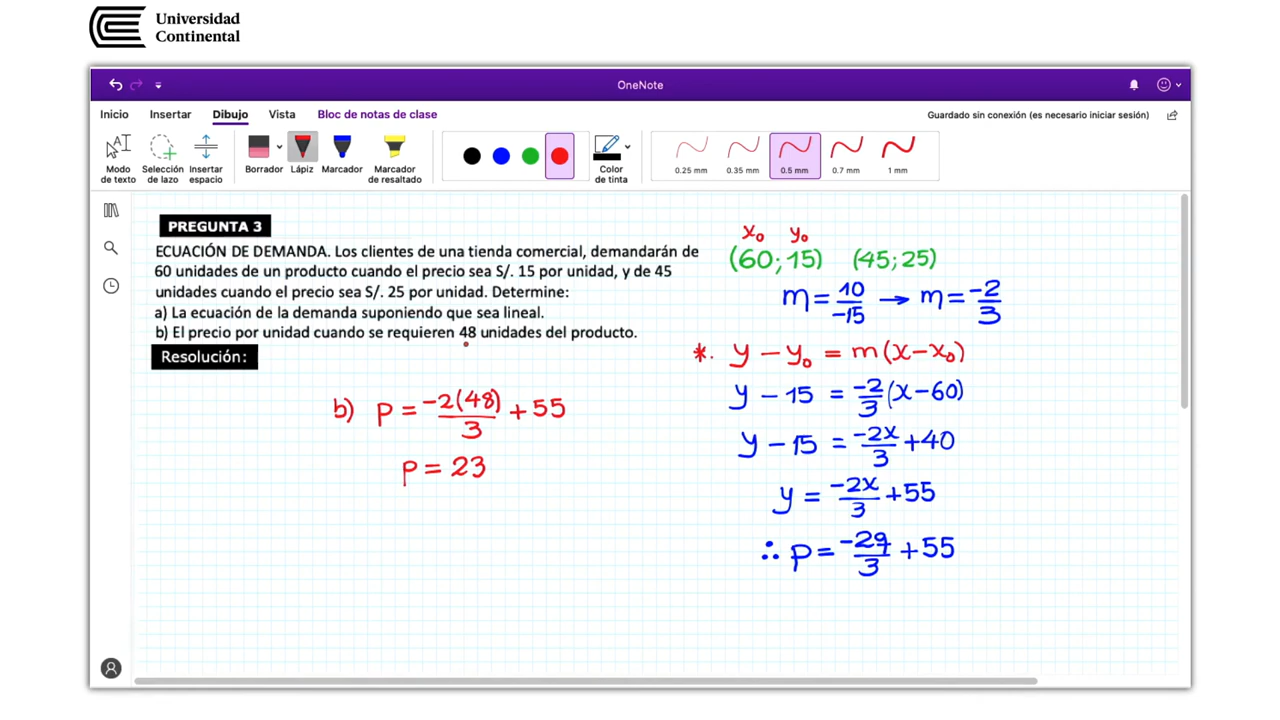 Universidad
Continental
OneNote
Inicio Insertar Dibujo Vista Bloc de notas de clase
Guardado sin conexión (es necesario iniciar sesión)
Modo de texto
Selección de lazo
Insertar espacio
Borrador
Lápiz
Marcador
Marcador de resaltado
Color de tinta
0.25 mm
0.35 mm
0.5 mm
0.7 mm
1 mm
PREGUNTA 3
ECUACIÓN DE DEMANDA. Los clientes de una tienda comercial, demandarán de
60 unidades de un producto cuando el precio sea S/. 15 por unidad, y de 45
unidades cuando el precio sea S/. 25 por unidad. Determine:
a) La ecuación de la demanda suponiendo que sea lineal.
b) El precio por unidad cuando se requieren 48 unidades del producto.
Resolución:
b) p = -2(48)/3 + 55
p = 23
x₀ y₀
(60; 15) (45; 25)
m = 10/-15 → m = -2/3
*. y - y₀ = m(x - x₀)
y - 15 = -2/3 (x - 60)
y - 15 = -2x/3 + 40
y = -2x/3 + 55
∴ p = -2q/3 + 55